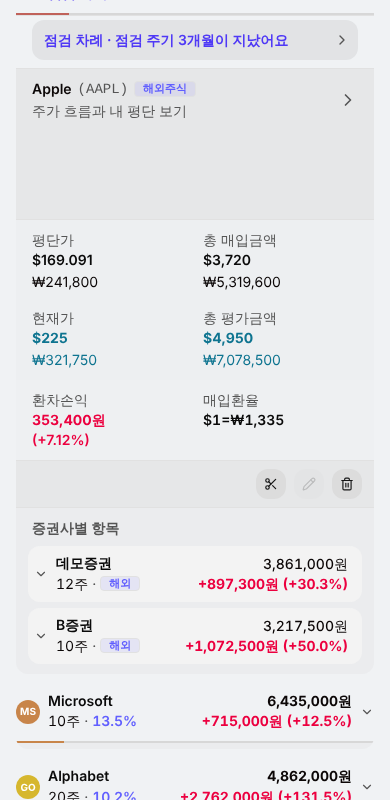 점검 차례 · 점검 주기 3개월이 지났어요
Apple (AAPL) 해외주식
주가 흐름과 내 평단 보기
평단가 총 매입금액
$169.091 $3,720
₩241,800 ₩5,319,600
현재가 총 평가금액
$225 $4,950
₩321,750 ₩7,078,500
환차손익 매입환율
353,400원 $1=₩1,335
(+7.12%)
증권사별 항목
데모증권 3,861,000원
12주 · 해외 +897,300원 (+30.3%)
B증권 3,217,500원
10주 · 해외 +1,072,500원 (+50.0%)
MS Microsoft 6,435,000원
10주 · 13.5% +715,000원 (+12.5%)
GO Alphabet 4,862,000원
20주 · 10.2% +2,762,000원 (+131.5%)